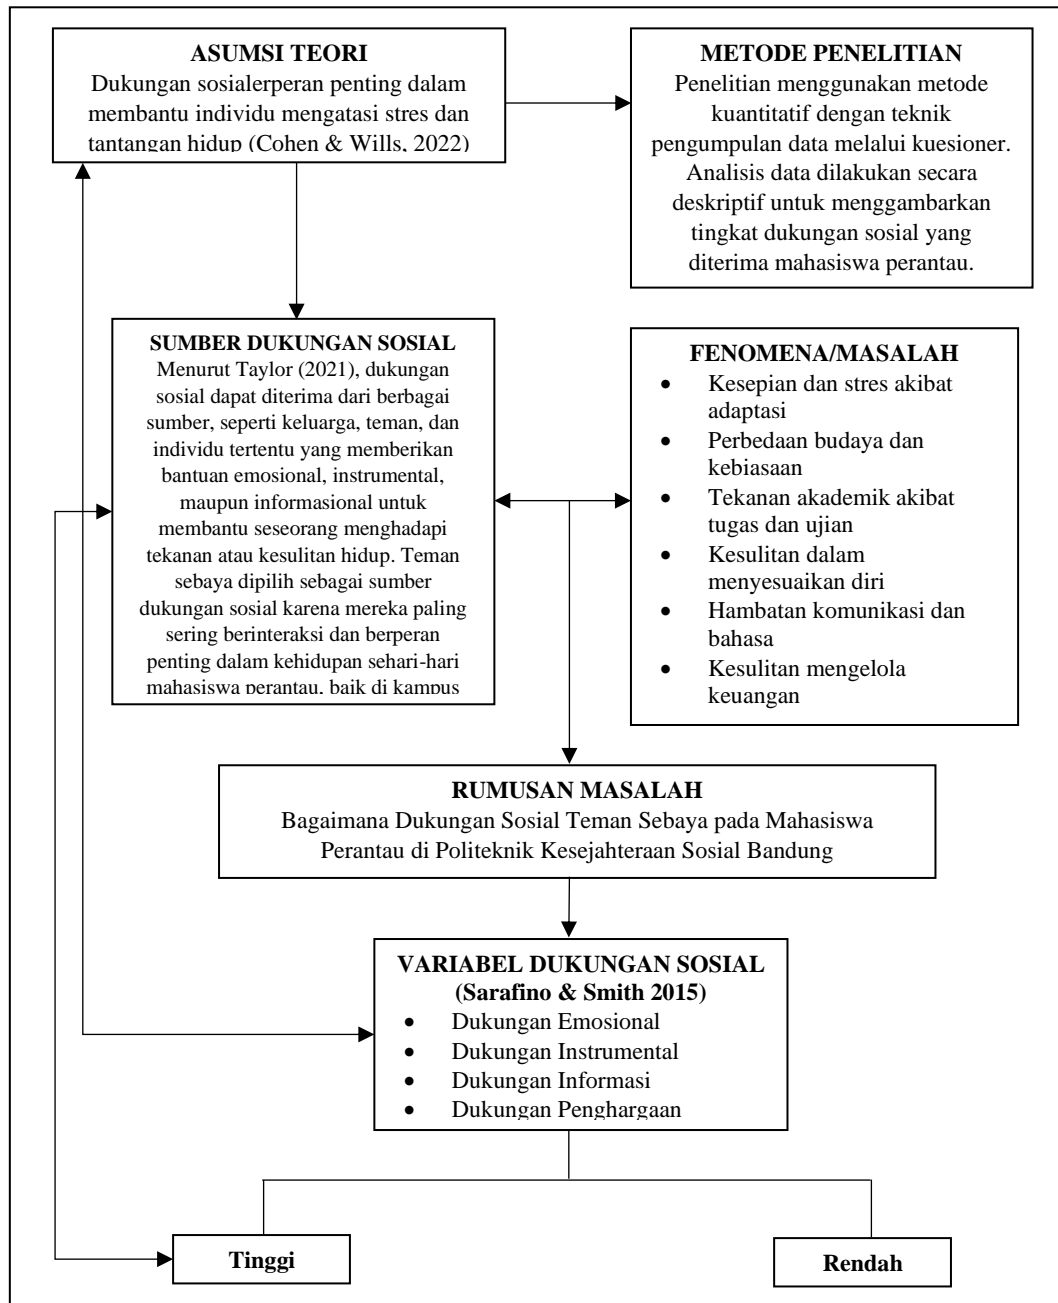 ASUMSI TEORI
Dukungan sosialerperan penting dalam
membantu individu mengatasi stres dan
tantangan hidup (Cohen & Wills, 2022)
METODE PENELITIAN
Penelitian menggunakan metode
kuantitatif dengan teknik
pengumpulan data melalui kuesioner.
Analisis data dilakukan secara
deskriptif untuk menggambarkan
tingkat dukungan sosial yang
diterima mahasiswa perantau.
SUMBER DUKUNGAN SOSIAL
Menurut Taylor (2021), dukungan
sosial dapat diterima dari berbagai
sumber, seperti keluarga, teman, dan
individu tertentu yang memberikan
bantuan emosional, instrumental,
maupun informasional untuk
membantu seseorang menghadapi
tekanan atau kesulitan hidup. Teman
sebaya dipilih sebagai sumber
dukungan sosial karena mereka paling
sering berinteraksi dan berperan
penting dalam kehidupan sehari-hari
mahasiswa perantau, baik di kampus
FENOMENA/MASALAH
• Kesepian dan stres akibat
adaptasi
• Perbedaan budaya dan
kebiasaan
• Tekanan akademik akibat
tugas dan ujian
• Kesulitan dalam
menyesuaikan diri
• Hambatan komunikasi dan
bahasa
• Kesulitan mengelola
keuangan
RUMUSAN MASALAH
Bagaimana Dukungan Sosial Teman Sebaya pada Mahasiswa
Perantau di Politeknik Kesejahteraan Sosial Bandung
VARIABEL DUKUNGAN SOSIAL
(Sarafino & Smith 2015)
• Dukungan Emosional
• Dukungan Instrumental
• Dukungan Informasi
• Dukungan Penghargaan
Tinggi
Rendah